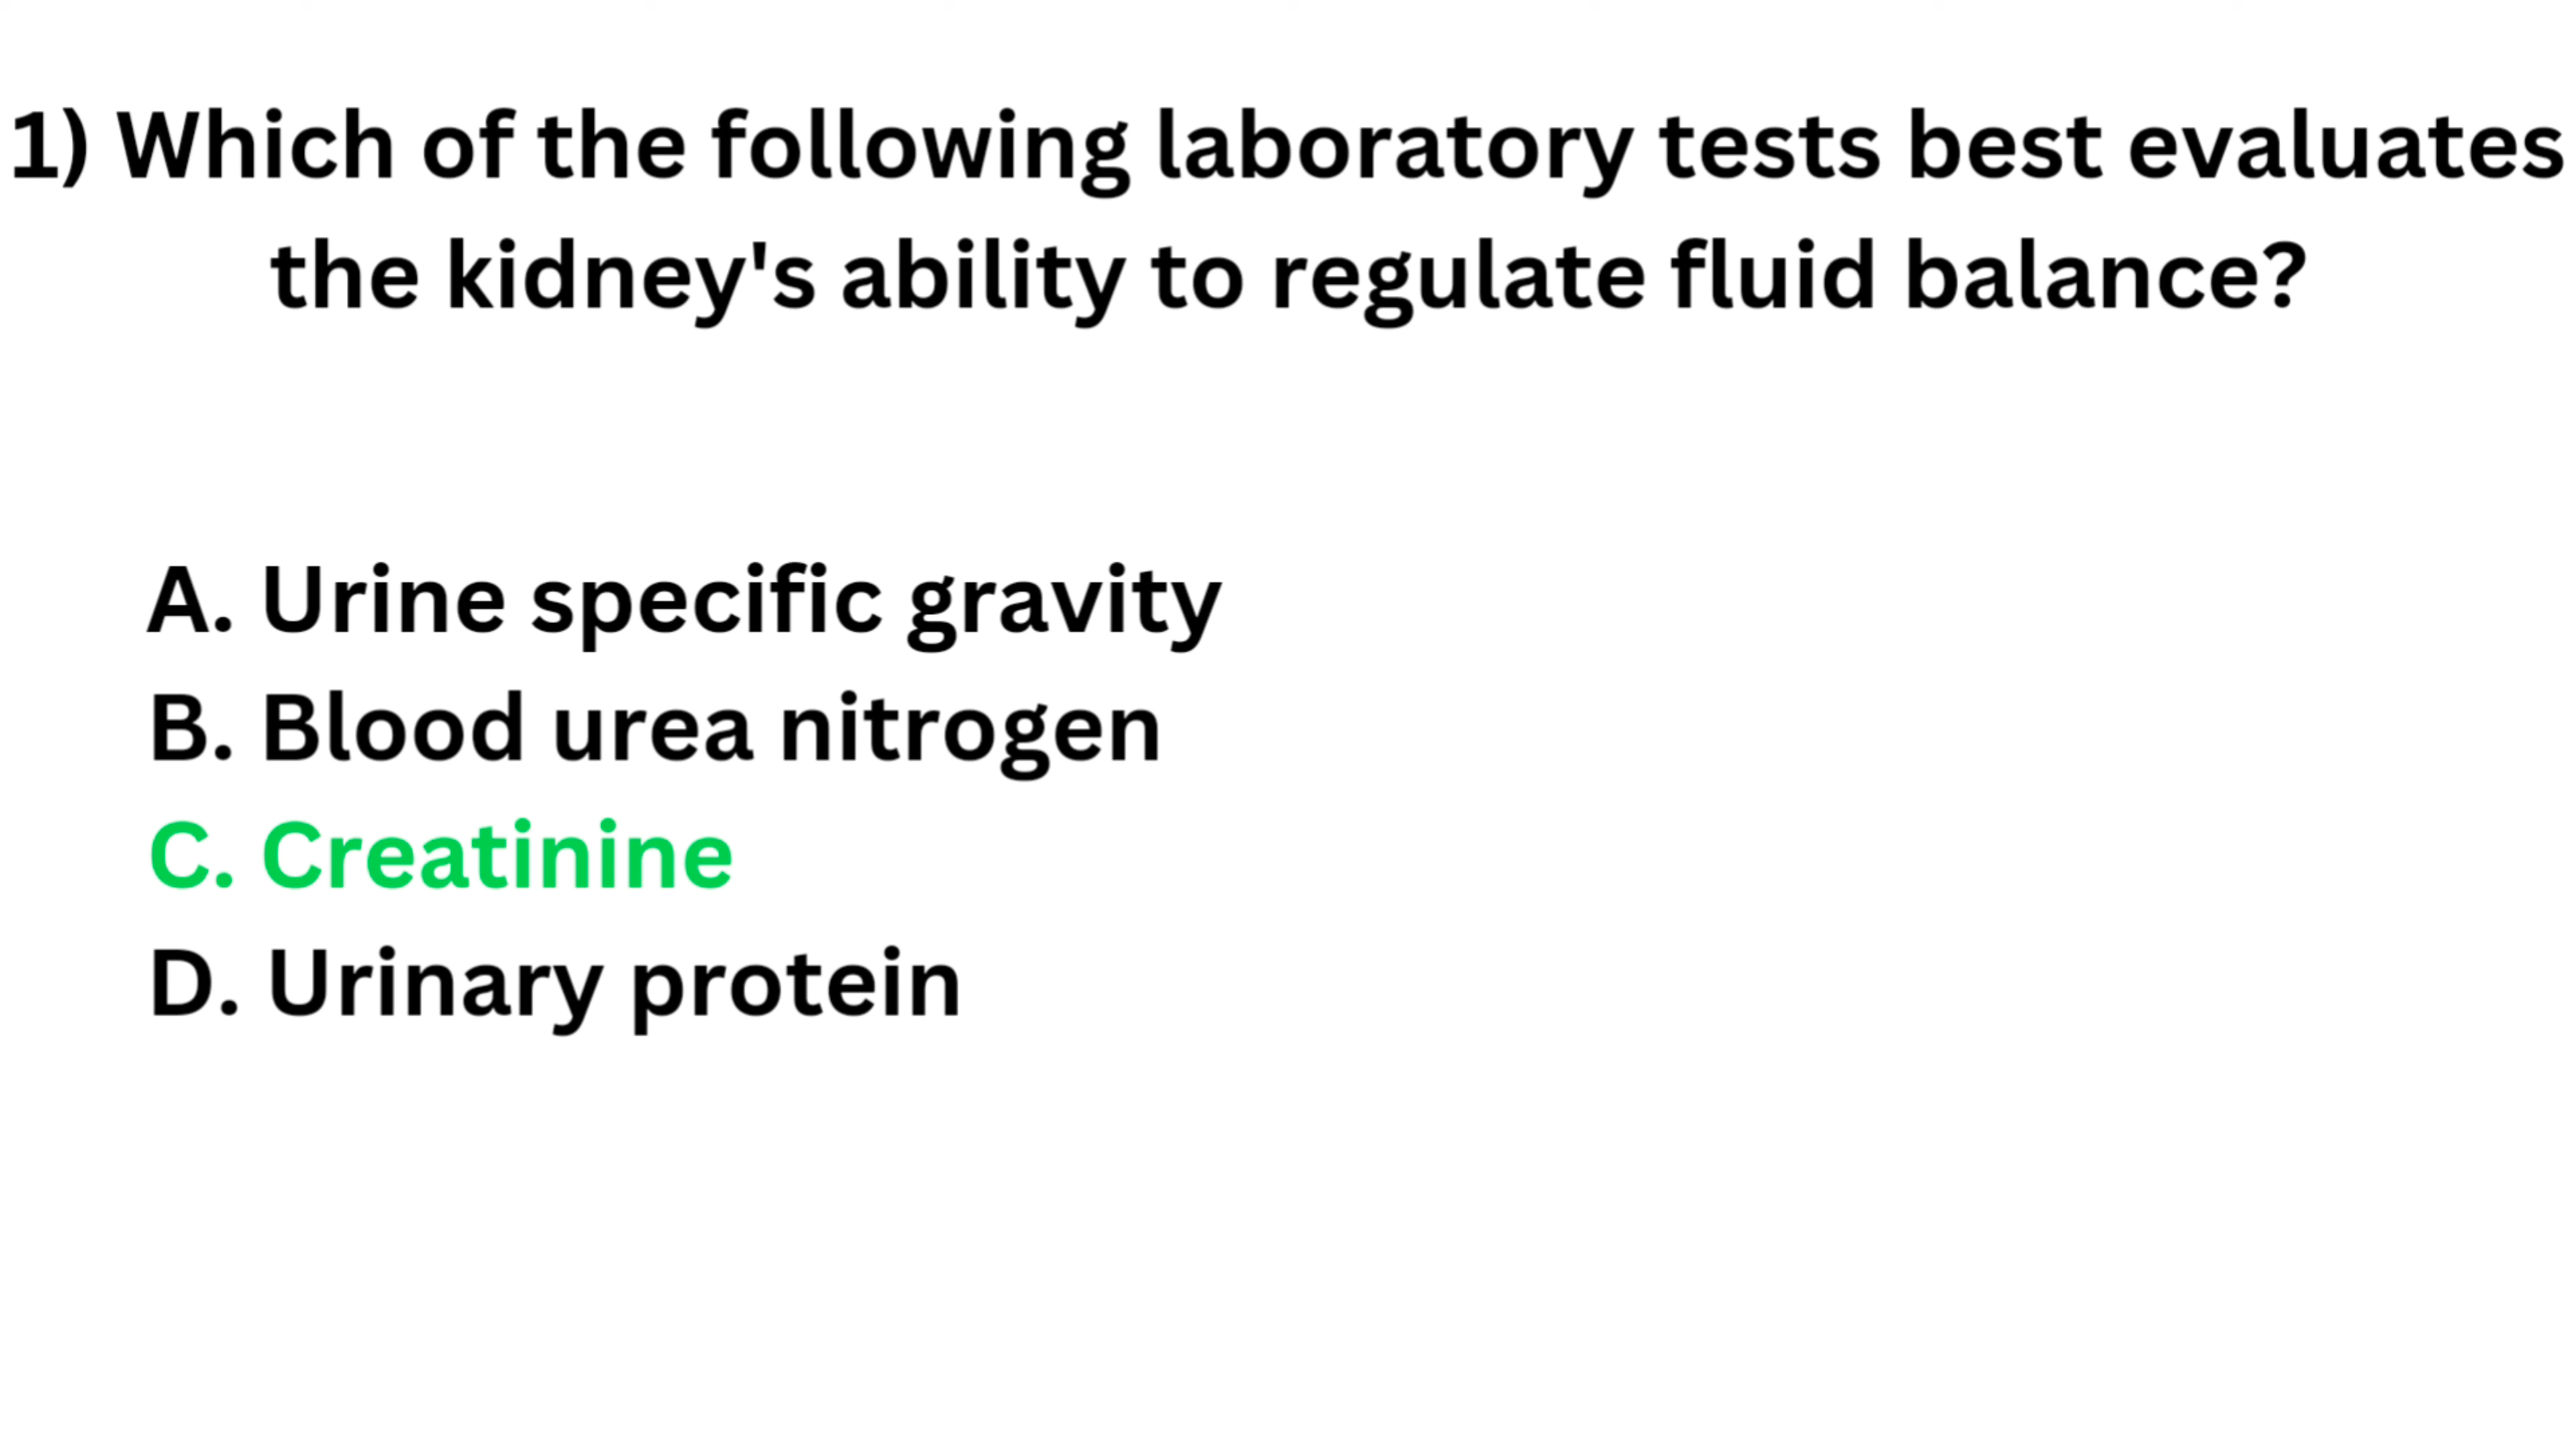 1) Which of the following laboratory tests best evaluates
the kidney's ability to regulate fluid balance?
A. Urine specific gravity
B. Blood urea nitrogen
C. Creatinine
D. Urinary protein